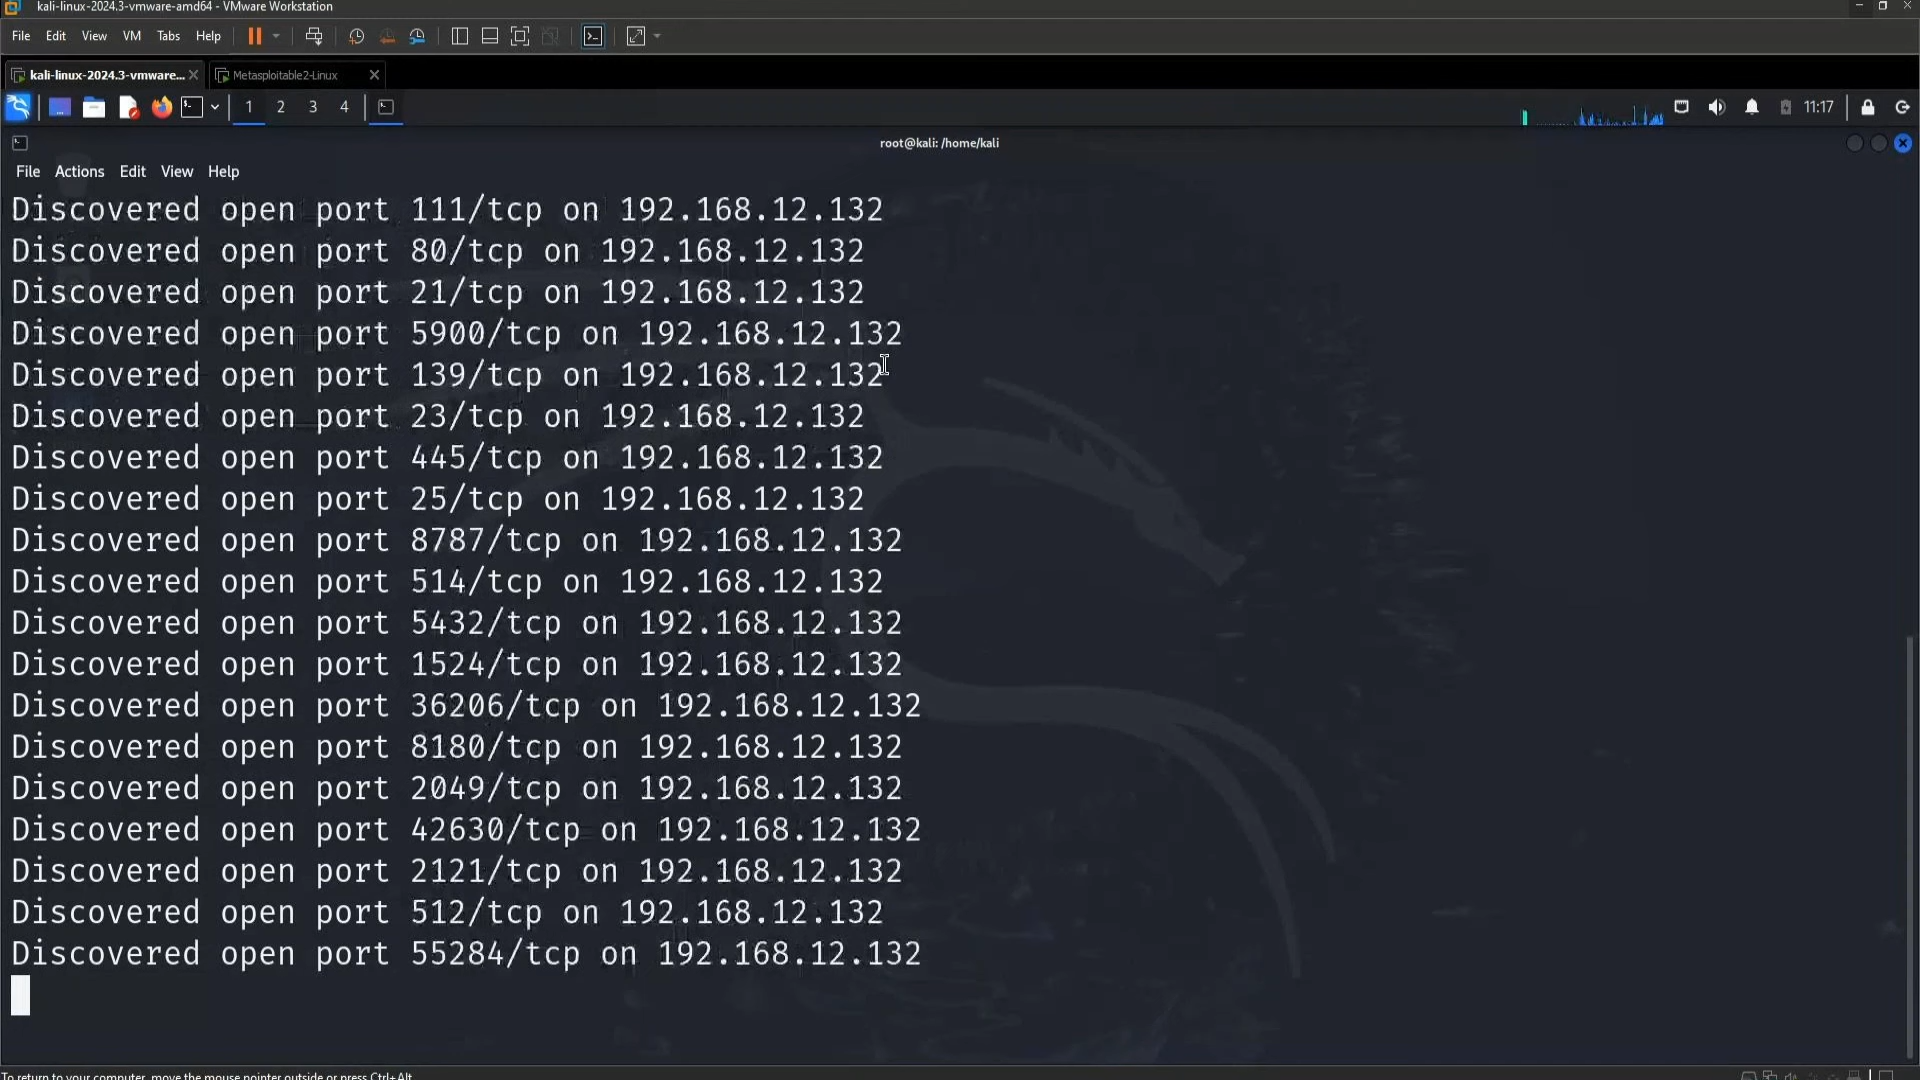 kali-linux-2024.3-vmware-amd64 - VMware Workstation
File Edit View VM Tabs Help
kali-linux-2024.3-vmware... Metasploitable2-Linux
1 2 3 4 11:17
root@kali: /home/kali
File Actions Edit View Help
Discovered open port 111/tcp on 192.168.12.132
Discovered open port 80/tcp on 192.168.12.132
Discovered open port 21/tcp on 192.168.12.132
Discovered open port 5900/tcp on 192.168.12.132
Discovered open port 139/tcp on 192.168.12.132
Discovered open port 23/tcp on 192.168.12.132
Discovered open port 445/tcp on 192.168.12.132
Discovered open port 25/tcp on 192.168.12.132
Discovered open port 8787/tcp on 192.168.12.132
Discovered open port 514/tcp on 192.168.12.132
Discovered open port 5432/tcp on 192.168.12.132
Discovered open port 1524/tcp on 192.168.12.132
Discovered open port 36206/tcp on 192.168.12.132
Discovered open port 8180/tcp on 192.168.12.132
Discovered open port 2049/tcp on 192.168.12.132
Discovered open port 42630/tcp on 192.168.12.132
Discovered open port 2121/tcp on 192.168.12.132
Discovered open port 512/tcp on 192.168.12.132
Discovered open port 55284/tcp on 192.168.12.132
To return to your computer, move the mouse pointer outside or press Ctrl+Alt.